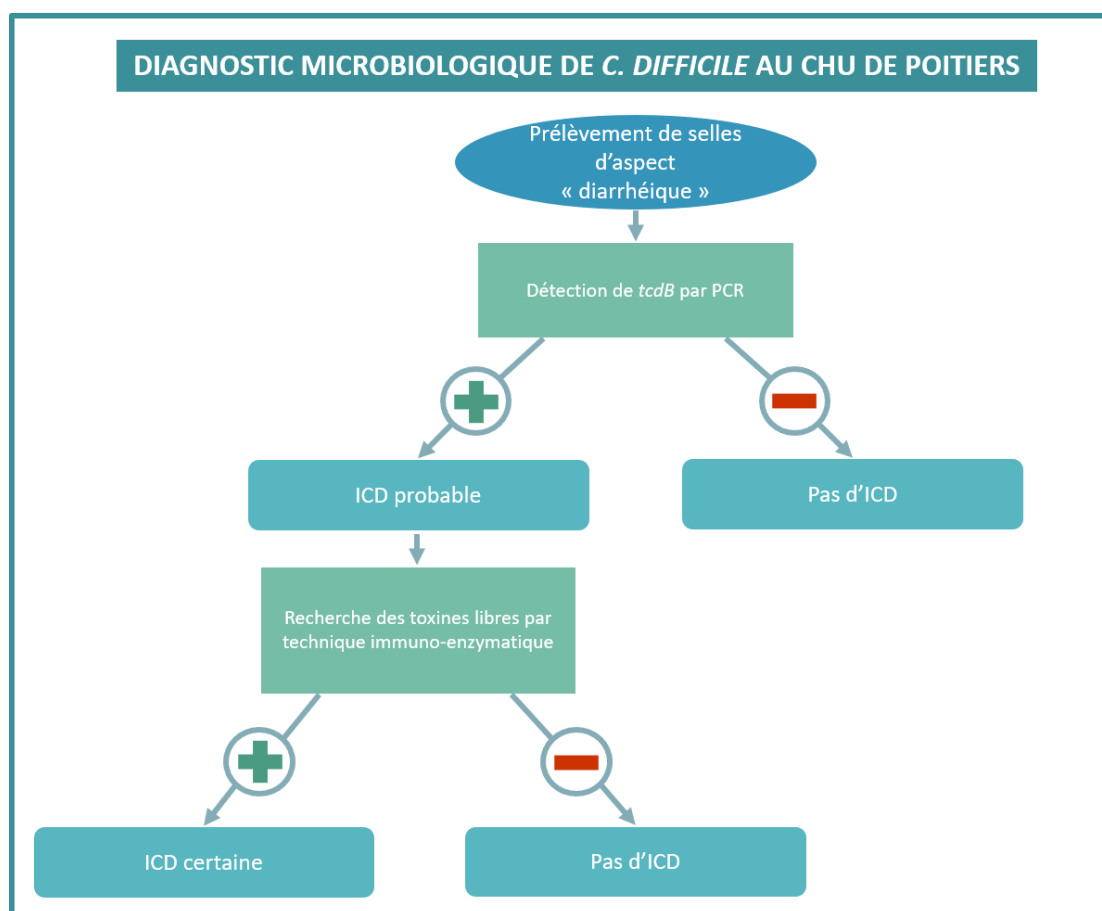 DIAGNOSTIC MICROBIOLOGIQUE DE C. DIFFICILE AU CHU DE POITIERS
Prélèvement de selles
d’aspect
« diarrhéique »
Détection de tcdB par PCR
ICD probable
Pas d’ICD
Recherche des toxines libres par
technique immuno-enzymatique
ICD certaine
Pas d’ICD